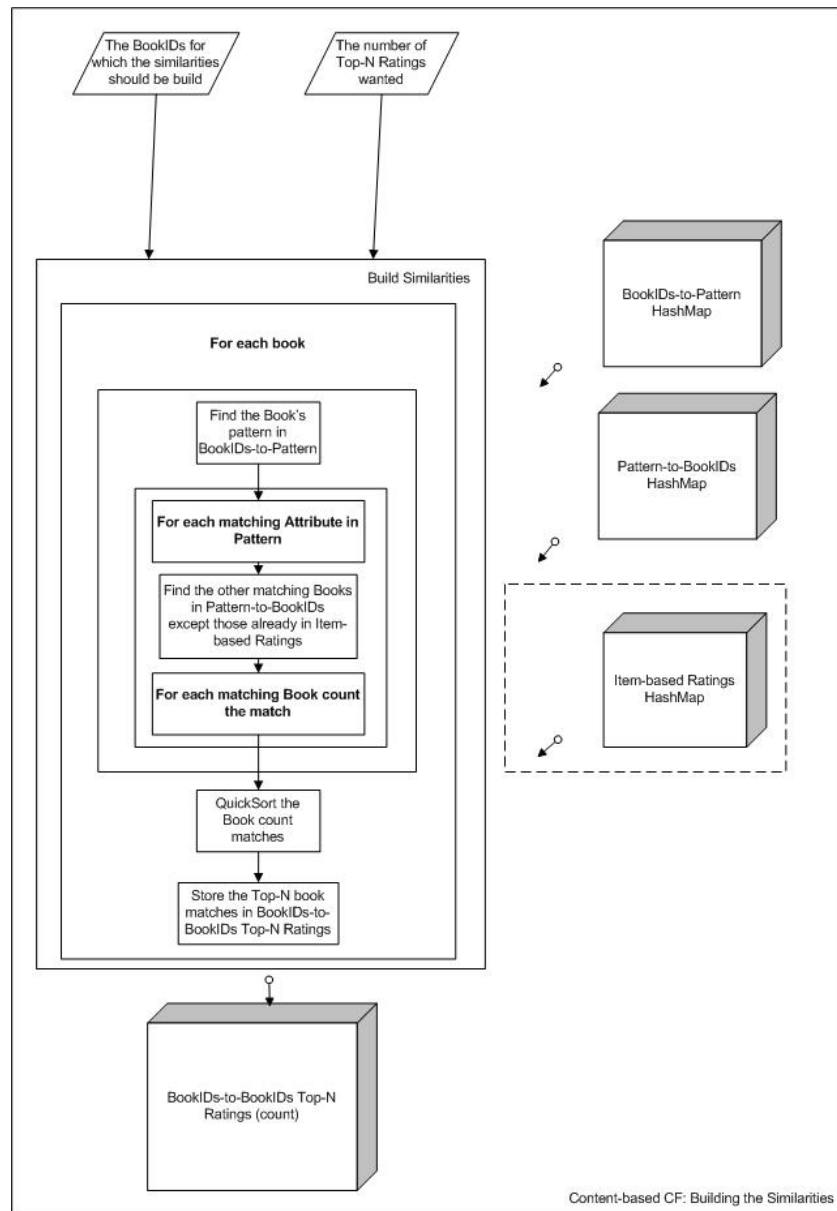 The BookIDs for
which the similarities
should be build
The number of
Top-N Ratings
wanted
Build Similarities
For each book
Find the Book's
pattern in
BookIDs-to-Pattern
For each matching Attribute in
Pattern
Find the other matching Books
in Pattern-to-BookIDs
except those already in Item-
based Ratings
For each matching Book count
the match
QuickSort the
Book count
matches
Store the Top-N book
matches in BookIDs-to-
BookIDs Top-N Ratings
BookIDs-to-Pattern
HashMap
Pattern-to-BookIDs
HashMap
Item-based Ratings
HashMap
BookIDs-to-BookIDs Top-N
Ratings (count)
Content-based CF: Building the Similarities